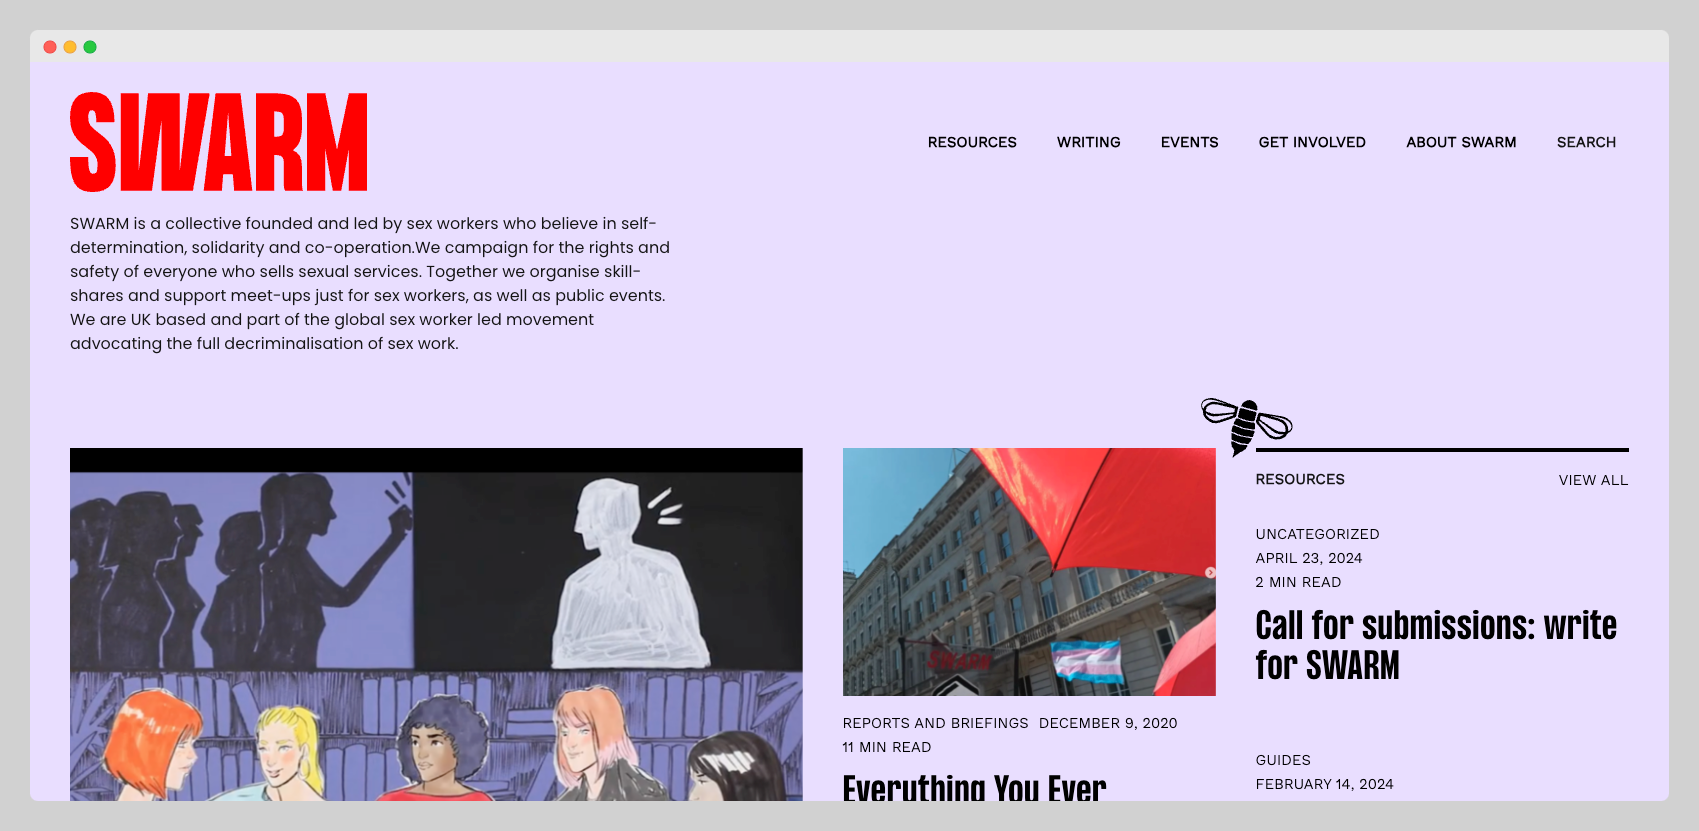 SWARM
RESOURCES WRITING EVENTS GET INVOLVED ABOUT SWARM SEARCH
SWARM is a collective founded and led by sex workers who believe in self-
determination, solidarity and co-operation.We campaign for the rights and
safety of everyone who sells sexual services. Together we organise skill-
shares and support meet-ups just for sex workers, as well as public events.
We are UK based and part of the global sex worker led movement
advocating the full decriminalisation of sex work.
SWARM
REPORTS AND BRIEFINGS DECEMBER 9, 2020
11 MIN READ
Everything You Ever
RESOURCES VIEW ALL
UNCATEGORIZED
APRIL 23, 2024
2 MIN READ
Call for submissions: write
for SWARM
GUIDES
FEBRUARY 14, 2024